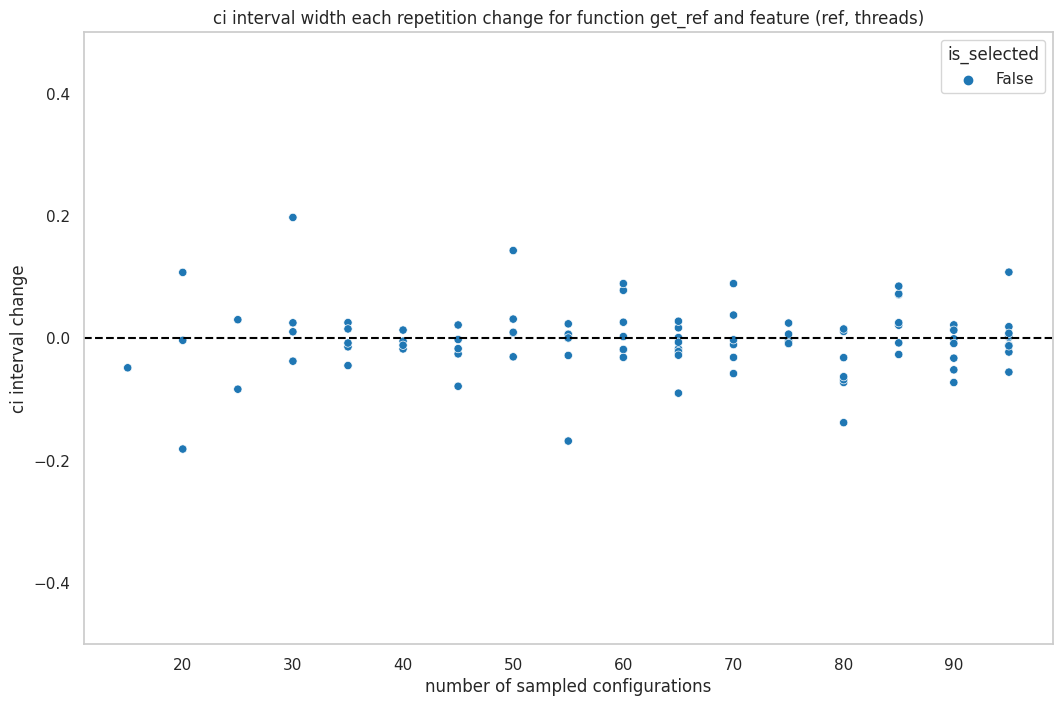 ci interval width each repetition change for function get_ref and feature (ref, threads)
is_selected
False
ci interval change
0.4
0.2
0.0
−0.2
−0.4
20 30 40 50 60 70 80 90
number of sampled configurations